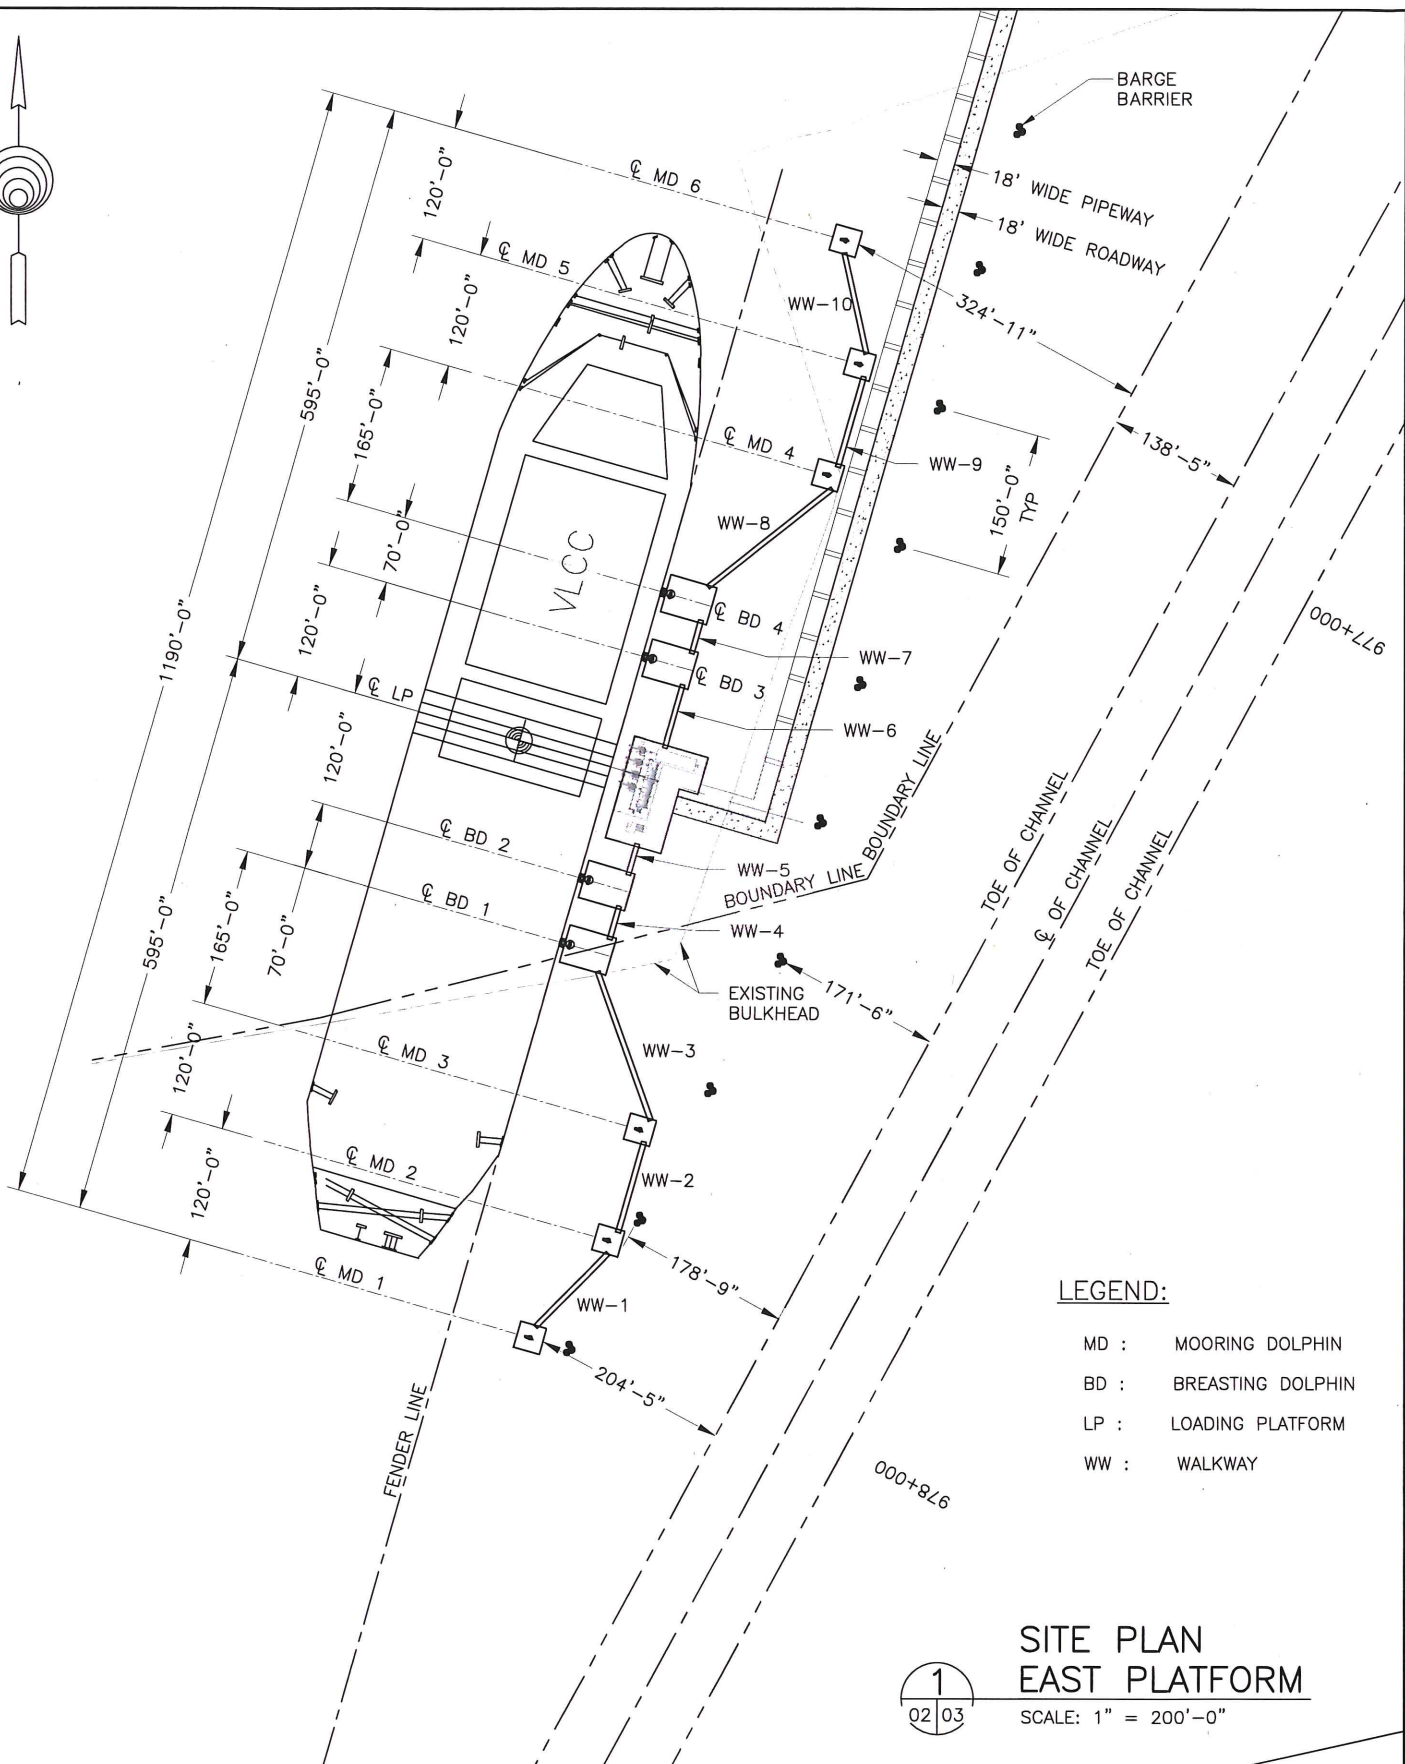 BARGE
BARRIER
℄ MD 6
120'-0"
18' WIDE PIPEWAY
18' WIDE ROADWAY
℄ MD 5
120'-0"
WW-10
324'-11"
595'-0"
165'-0"
℄ MD 4
WW-9
138'-5"
150'-0"
TYP
WW-8
70'-0"
VLCC
℄ BD 4
977+000
1190'-0"
120'-0"
WW-7
℄ BD 3
℄ LP
WW-6
120'-0"
BOUNDARY LINE
BOUNDARY LINE
TOE OF CHANNEL
℄ OF CHANNEL
TOE OF CHANNEL
℄ BD 2
WW-5
℄ BD 1
WW-4
595'-0"
165'-0"
70'-0"
EXISTING
BULKHEAD
171'-6"
℄ MD 3
WW-3
120'-0"
℄ MD 2
WW-2
120'-0"
178'-9"
℄ MD 1
WW-1
204'-5"
FENDER LINE
978+000
LEGEND:
MD : MOORING DOLPHIN
BD : BREASTING DOLPHIN
LP : LOADING PLATFORM
WW : WALKWAY
1
02 03
SITE PLAN
EAST PLATFORM
SCALE: 1" = 200'-0"